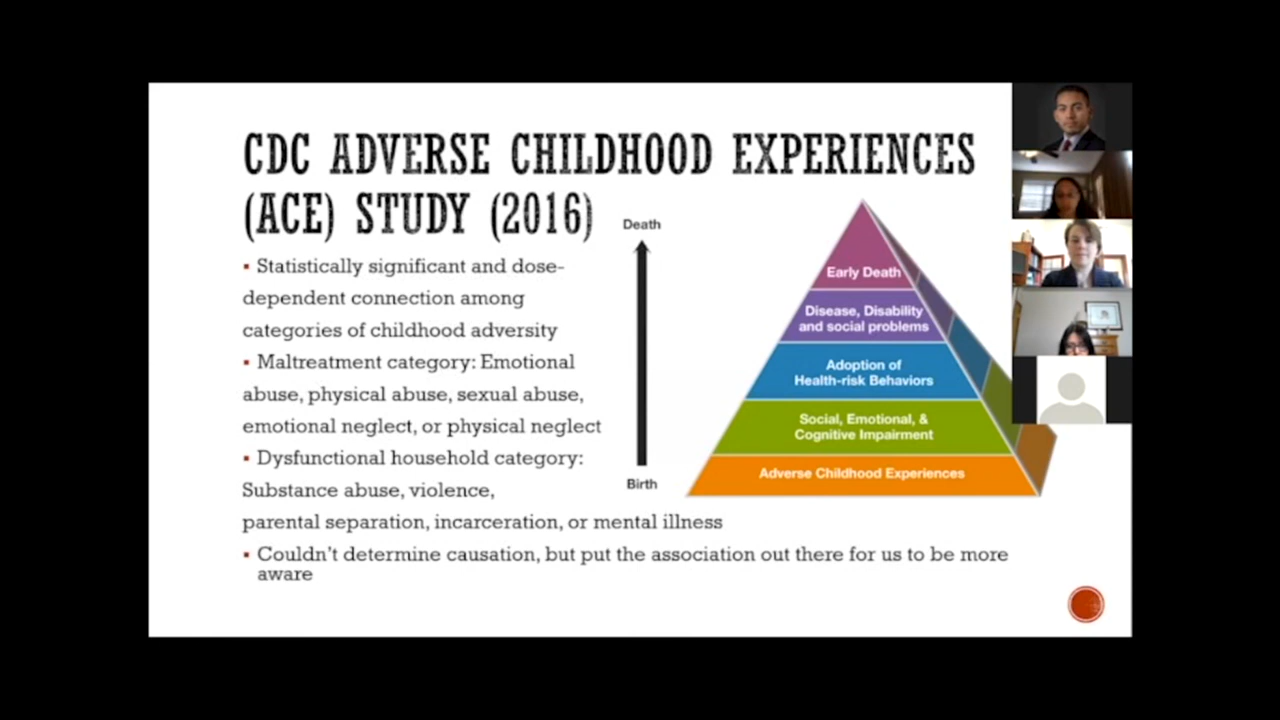 CDC ADVERSE CHILDHOOD EXPERIENCES
(ACE) STUDY (2016)
▪ Statistically significant and dose-
dependent connection among
categories of childhood adversity
▪ Maltreatment category: Emotional
abuse, physical abuse, sexual abuse,
emotional neglect, or physical neglect
▪ Dysfunctional household category:
Substance abuse, violence,
parental separation, incarceration, or mental illness
▪ Couldn't determine causation, but put the association out there for us to be more
aware
Death
Birth
Early Death
Disease, Disability
and social problems
Adoption of
Health-risk Behaviors
Social, Emotional, &
Cognitive Impairment
Adverse Childhood Experiences